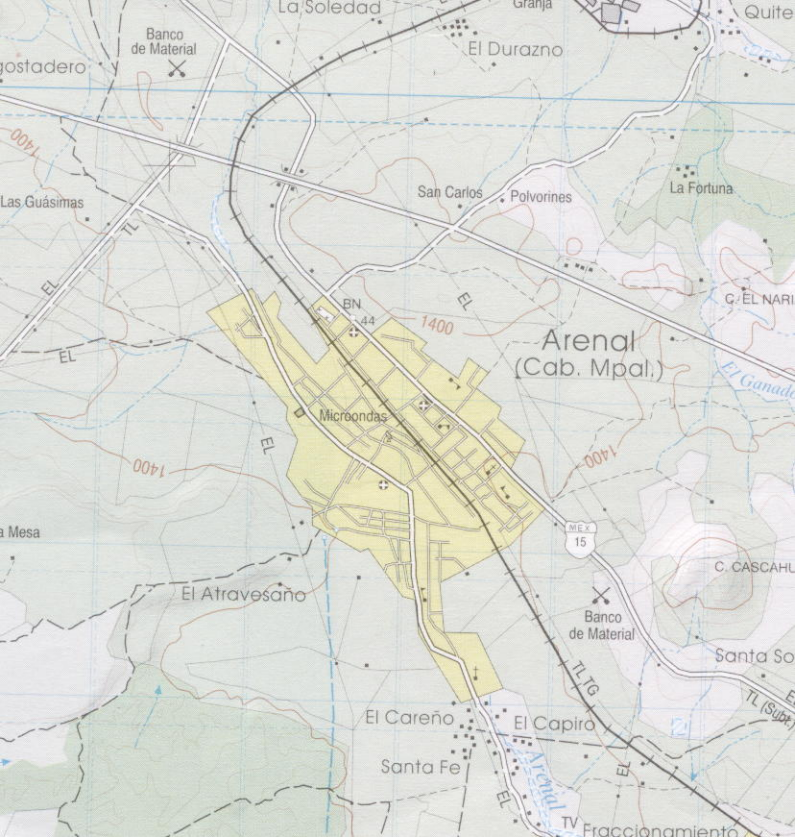 La Soledad
Granja
Quite
Banco
de Material
El Durazno
gostadero
1400
Las Guásimas
TL
San Carlos
Polvorines
La Fortuna
EL
EL
BN
44
1400
C. EL NARI
Arenal
(Cab. Mpal.)
EL
El Ganado
Microondas
EL
1400
1400
a Mesa
MEX
15
C. CASCAHU
El Atravesaño
Banco
de Material
Santa So
TL TG
E
TL (Subt.)
El Careño
El Capiro
Santa Fe
EL
Arenal
EL
TV
Fraccionamiento